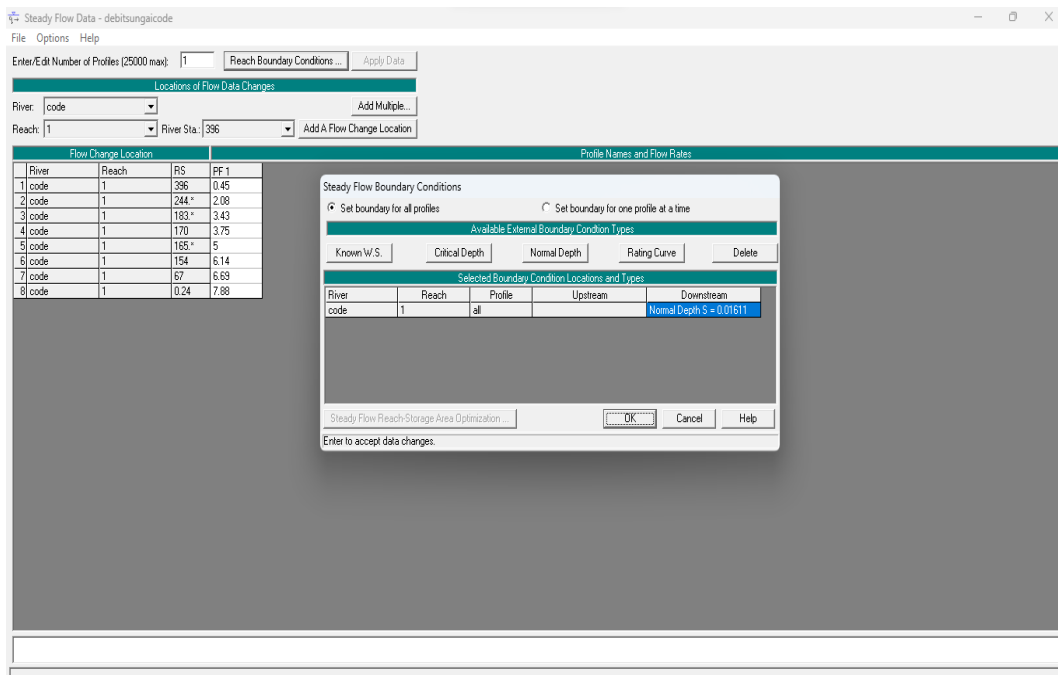 Steady Flow Data - debitsungaicode
File Options Help
Enter/Edit Number of Profiles (25000 max): 1 Reach Boundary Conditions ... Apply Data
Locations of Flow Data Changes
River: code Add Multiple...
Reach: 1 River Sta.: 396 Add A Flow Change Location
Flow Change Location Profile Names and Flow Rates
River Reach RS PF 1
1 code 1 396 0.45
2 code 1 244.* 2.08
3 code 1 183.* 3.43
4 code 1 170 3.75
5 code 1 165.* 5
6 code 1 154 6.14
7 code 1 67 6.69
8 code 1 0.24 7.88
Steady Flow Boundary Conditions
Set boundary for all profiles Set boundary for one profile at a time
Available External Boundary Condtion Types
Known W.S. Critical Depth Normal Depth Rating Curve Delete
Selected Boundary Condition Locations and Types
River Reach Profile Upstream Downstream
code 1 all Normal Depth S = 0.01611
Steady Flow Reach-Storage Area Optimization ... OK Cancel Help
Enter to accept data changes.